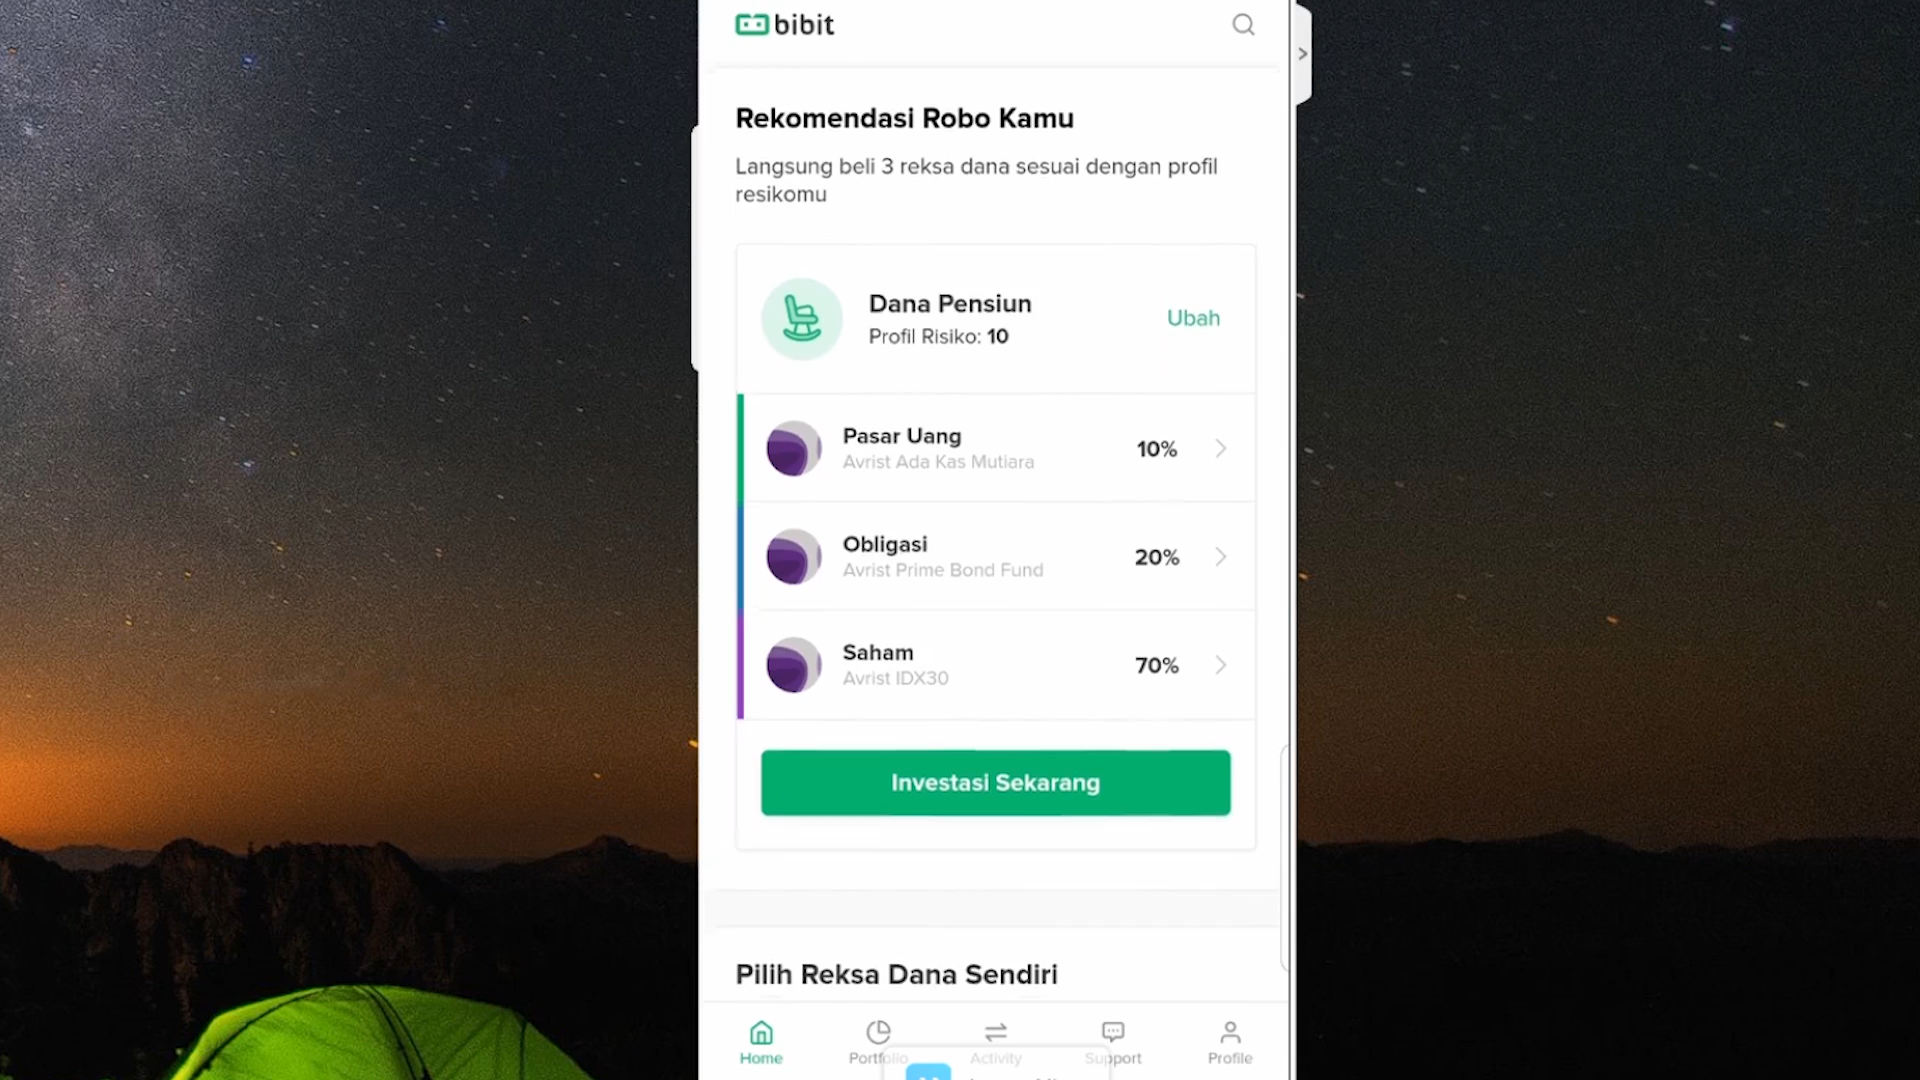 bibit
Rekomendasi Robo Kamu
Langsung beli 3 reksa dana sesuai dengan profil
resikomu
Dana Pensiun
Profil Risiko: 10
Ubah
Pasar Uang
Avrist Ada Kas Mutiara
10%
Obligasi
Avrist Prime Bond Fund
20%
Saham
Avrist IDX30
70%
Investasi Sekarang
Pilih Reksa Dana Sendiri
Home
Portfolio
Activity
Support
Profile